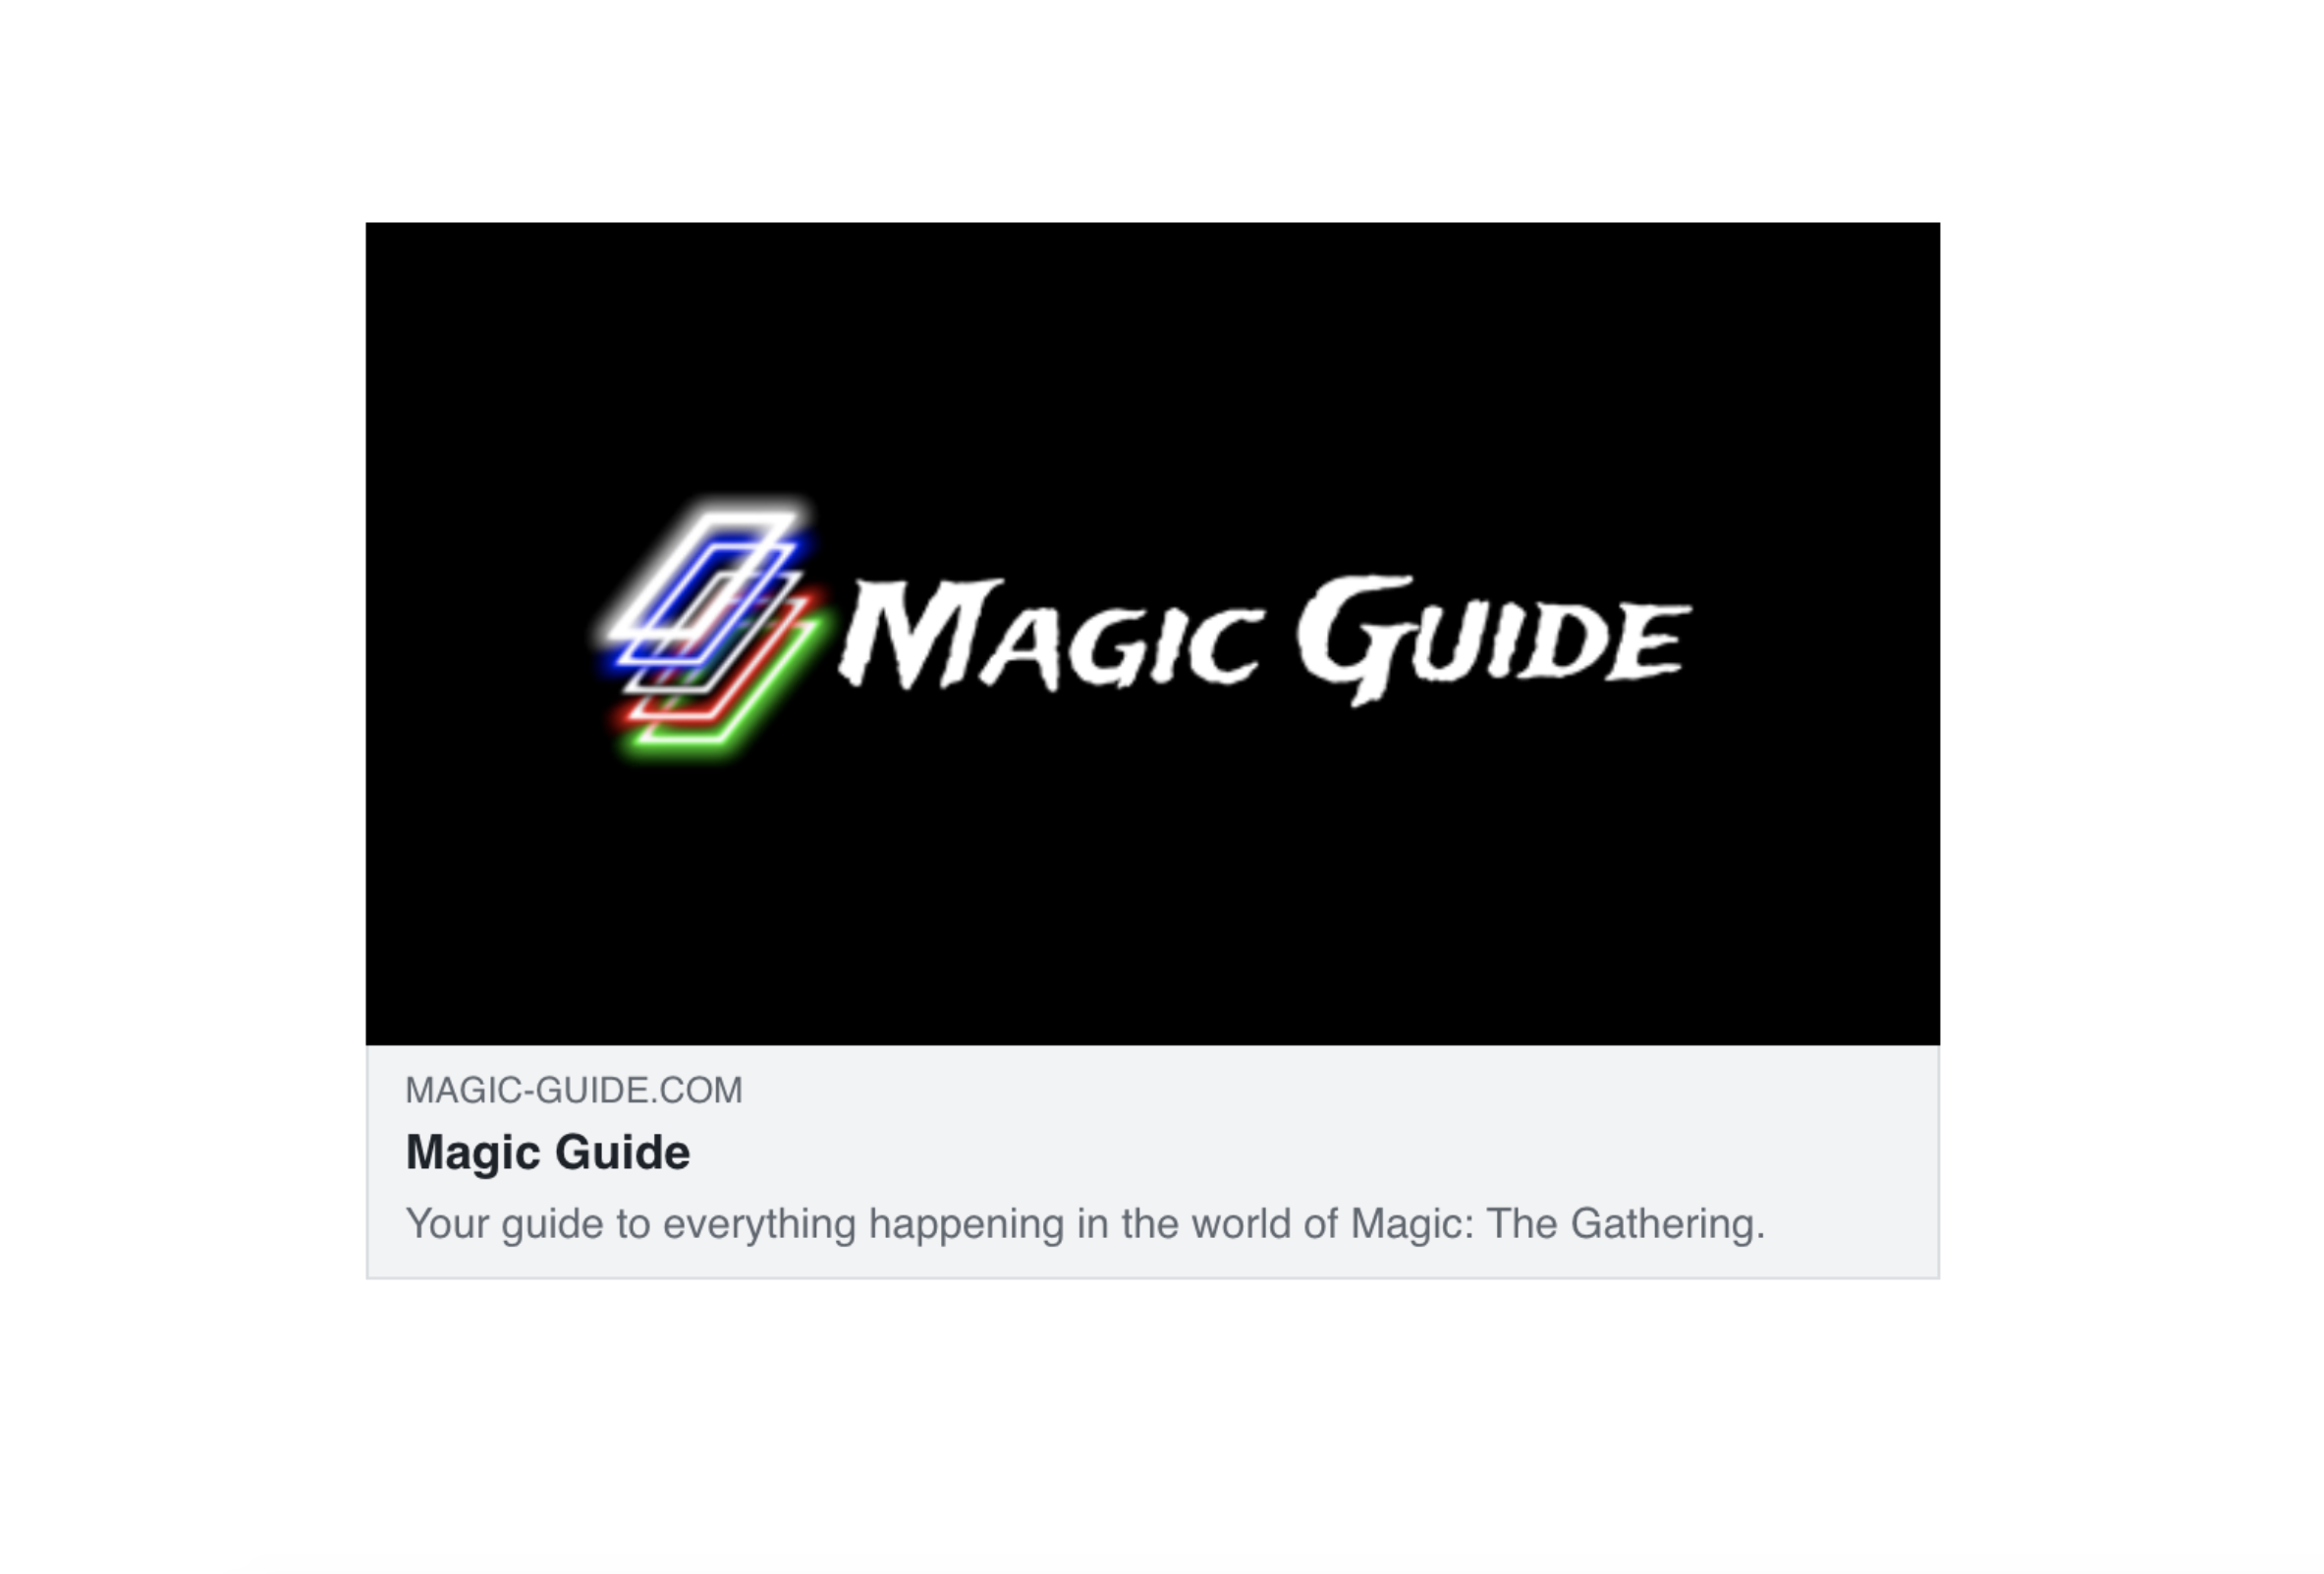 MAGIC GUIDE
MAGIC-GUIDE.COM
Magic Guide
Your guide to everything happening in the world of Magic: The Gathering.